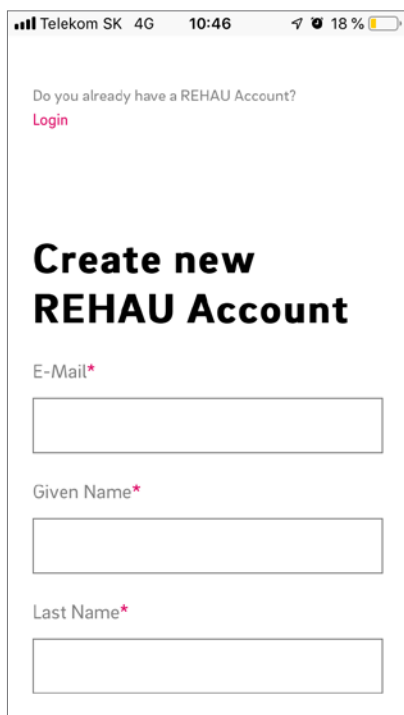 Telekom SK 4G 10:46 18 %
Do you already have a REHAU Account?
Login
Create new
REHAU Account
E-Mail*
Given Name*
Last Name*